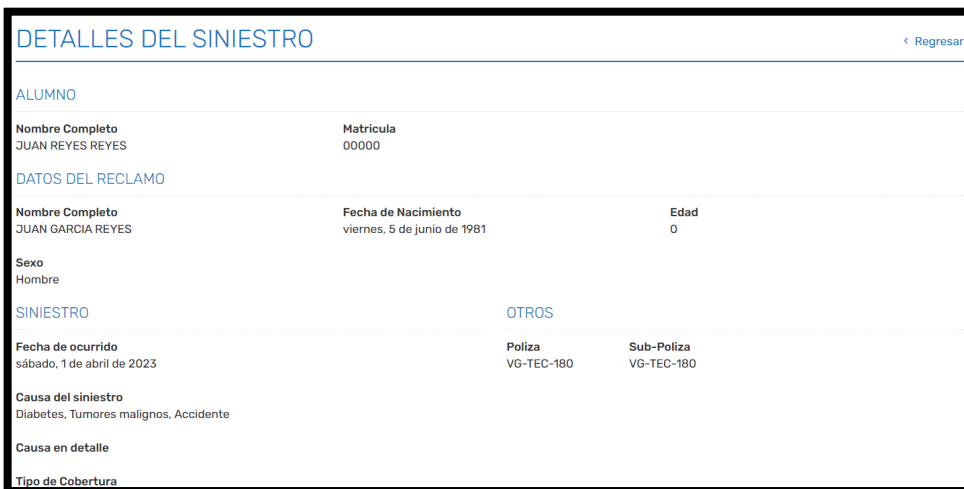 DETALLES DEL SINIESTRO
‹ Regresar
ALUMNO
Nombre Completo Matricula
JUAN REYES REYES 00000
DATOS DEL RECLAMO
Nombre Completo Fecha de Nacimiento Edad
JUAN GARCIA REYES viernes, 5 de junio de 1981 0
Sexo
Hombre
SINIESTRO OTROS
Fecha de ocurrido Poliza Sub-Poliza
sábado, 1 de abril de 2023 VG-TEC-180 VG-TEC-180
Causa del siniestro
Diabetes, Tumores malignos, Accidente
Causa en detalle
Tipo de Cobertura